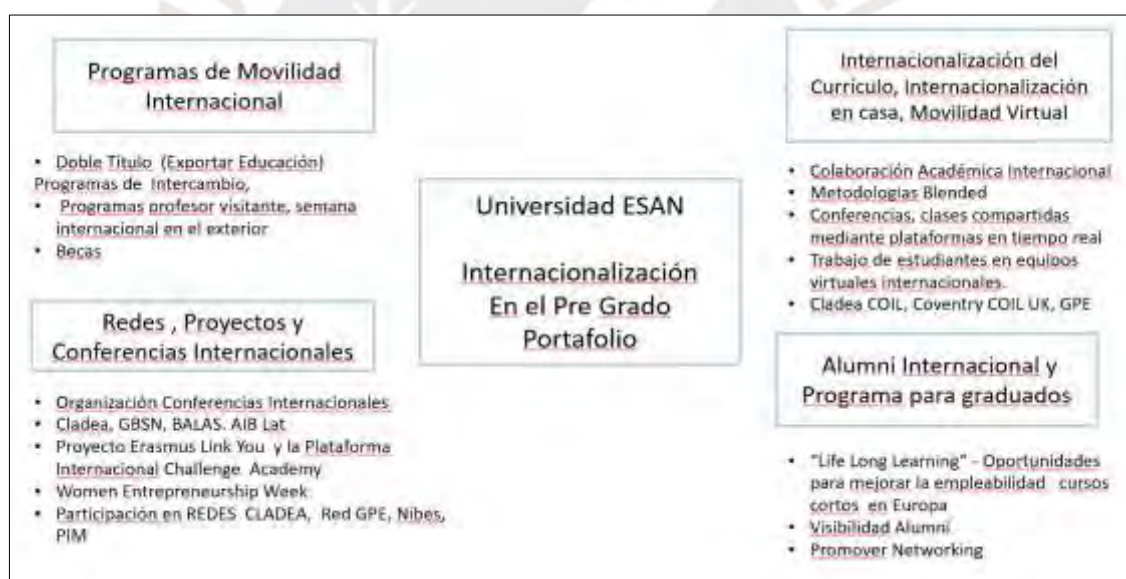 Programas de Movilidad
Internacional
• Doble Titulo (Exportar Educación)
Programas de Intercambio,
• Programas profesor visitante, semana
internacional en el exterior
• Becas
Redes , Proyectos y
Conferencias Internacionales
• Organización Conferencias Internacionales
• Cladea, GBSN, BALAS. AIB Lat
• Proyecto Erasmus Link You y la Plataforma
Internacional Challenge Academy
• Women Entrepreneurship Week
• Participación en REDES CLADEA, Red GPE, Nibes,
PIM
Universidad ESAN
Internacionalización
En el Pre Grado
Portafolio
Internacionalización del
Currículo, Internacionalización
en casa, Movilidad Virtual
• Colaboración Académica Internacional
• Metodologías Blended
• Conferencias, clases compartidas
mediante plataformas en tiempo real
• Trabajo de estudiantes en equipos
virtuales internacionales.
• Cladea COIL, Coventry COIL UK, GPE
Alumni Internacional y
Programa para graduados
• "Life Long Learning" - Oportunidades
para mejorar la empleabilidad cursos
cortos en Europa
• Visibilidad Alumni
• Promover Networking